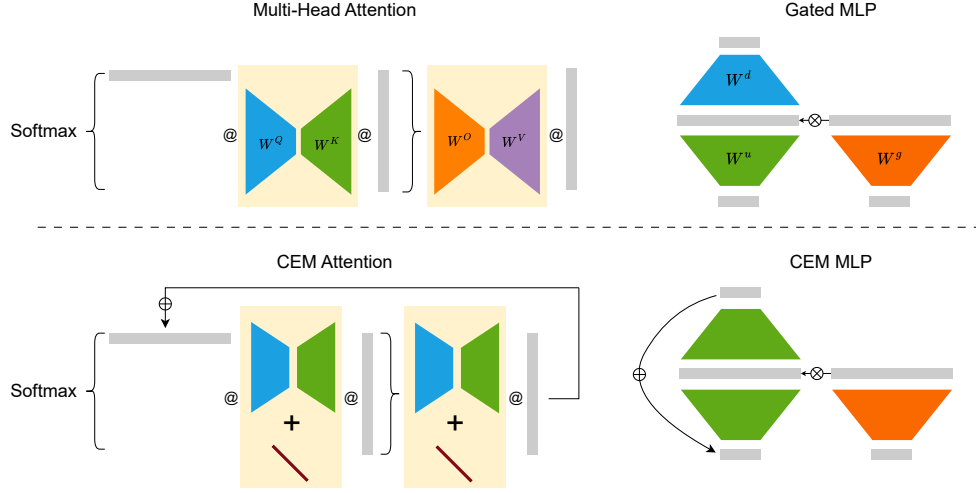 Multi-Head Attention
Gated MLP
Softmax
@
W^Q
W^K
@
W^O
W^V
@
W^d
⊗
W^u
W^g
CEM Attention
CEM MLP
⊕
Softmax
@
+
@
+
@
⊕
⊗